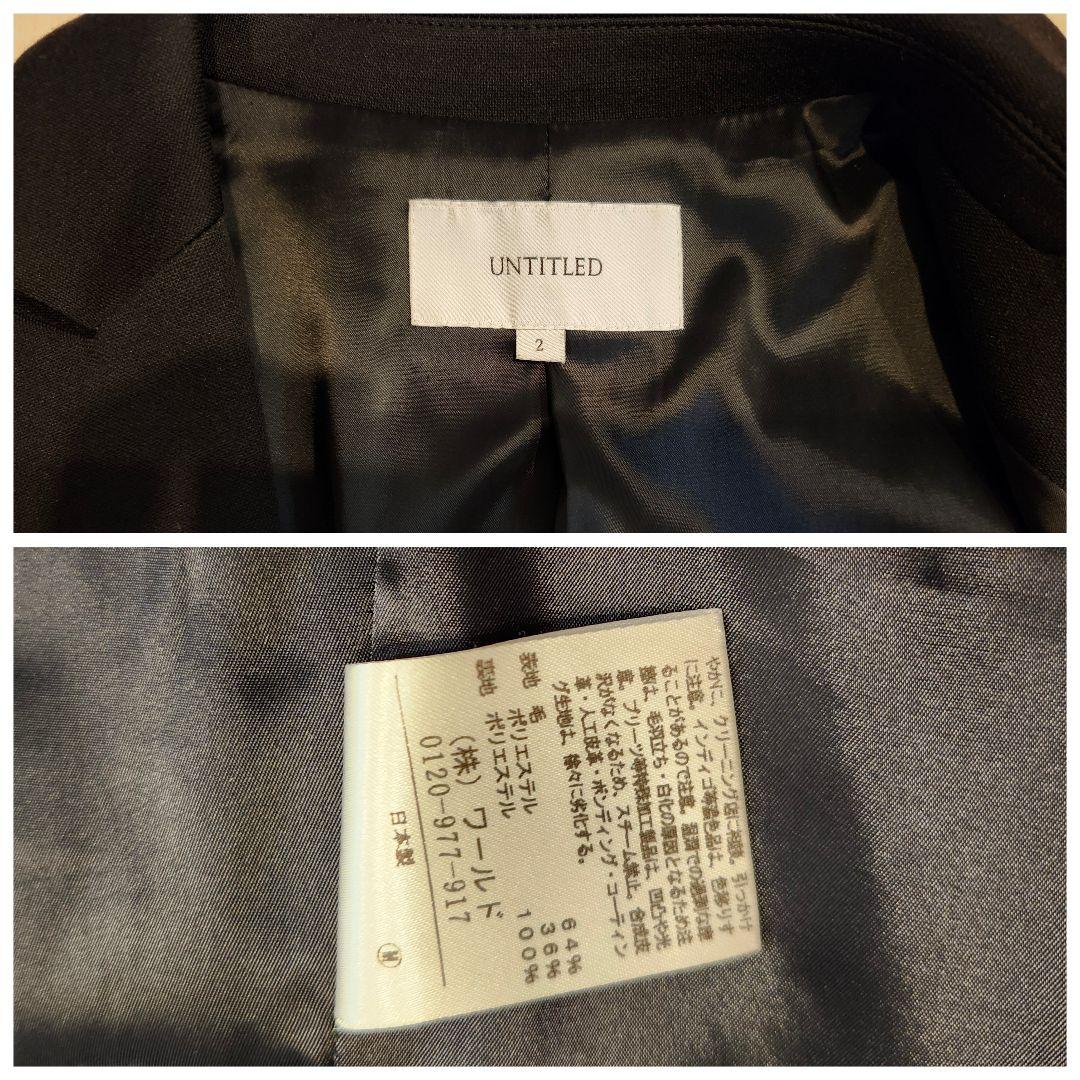 UNTITLED
2
やかに、クリーニング店に相談。引っかけ
に注意。インディゴ等濃色品は、色移りす
ることがあるので注意。湿潤での過剰な摩
擦は、毛羽立ち・白化の原因となるため注
意。プリーツ等特殊加工製品は、凹凸や光
沢がなくなるため、スチーム禁止。合成皮
革・人工皮革・ボンディング・コーティン
グ生地は、徐々に劣化する。
表地 毛 64%
ポリエステル 36%
裏地 ポリエステル 100%
(株) ワールド
0120-977-917
日本製
M